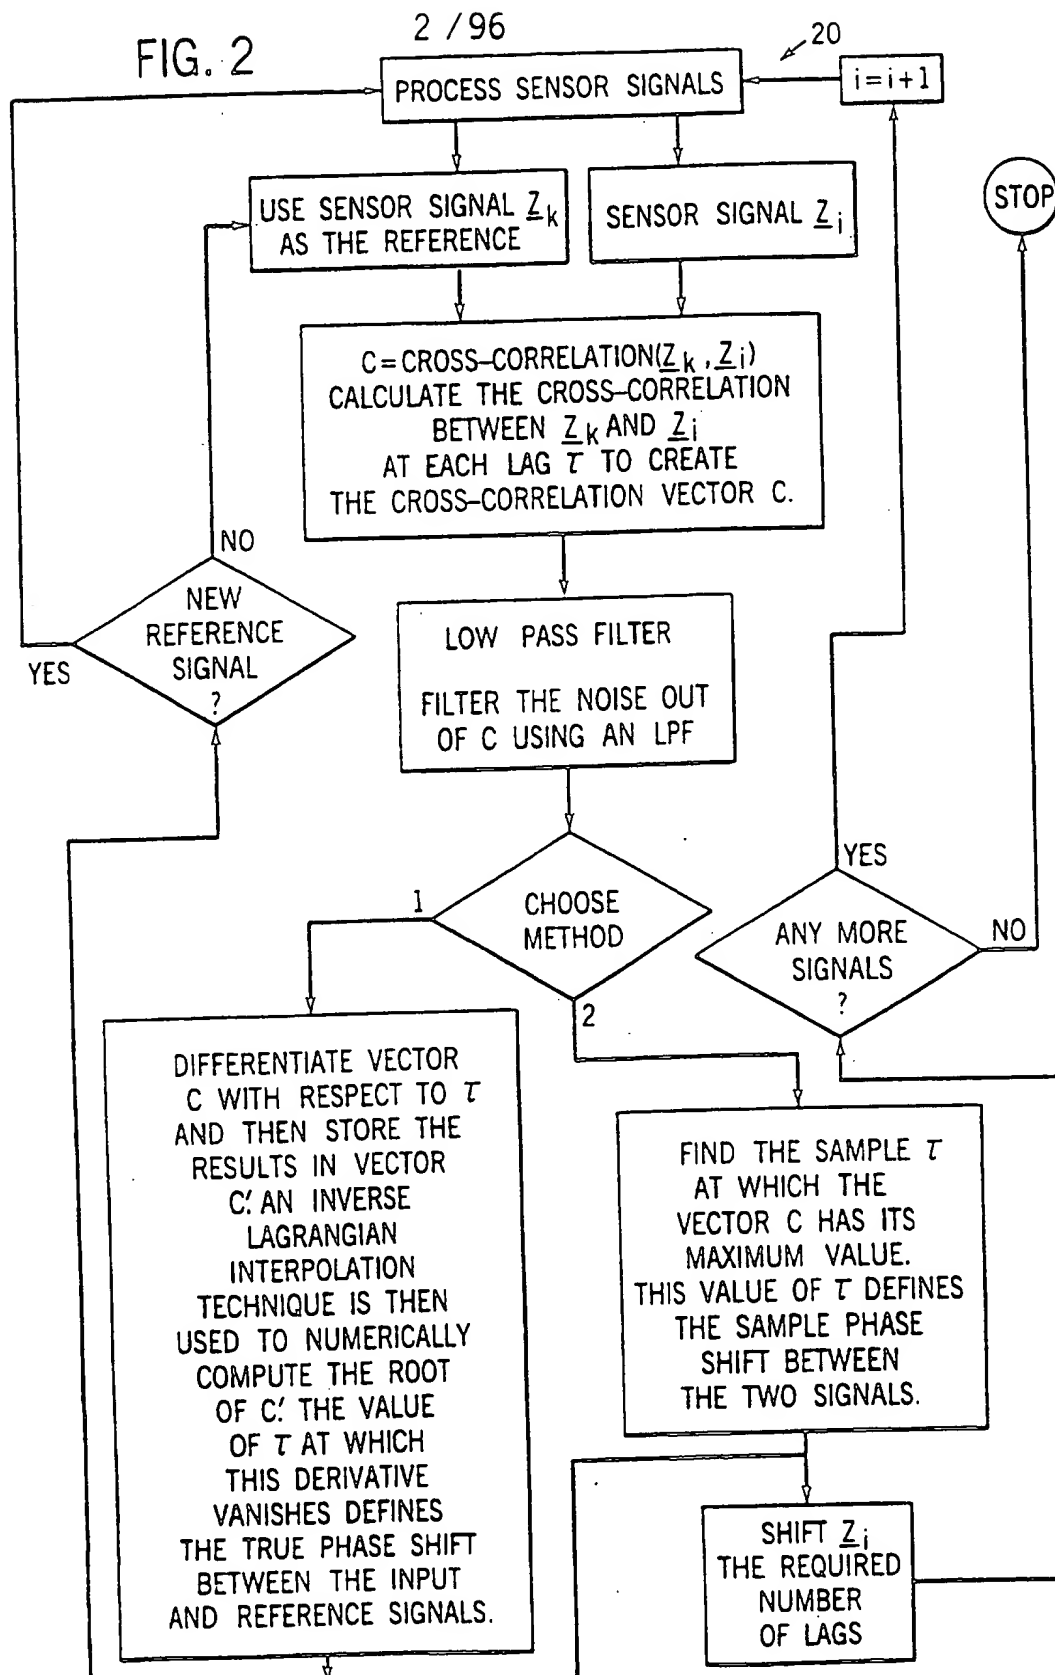 2 / 96
FIG. 2
20
PROCESS SENSOR SIGNALS
i=i+1
USE SENSOR SIGNAL Z_k
AS THE REFERENCE
SENSOR SIGNAL Z_i
STOP
C=CROSS-CORRELATION(Z_k, Z_i)
CALCULATE THE CROSS-CORRELATION
BETWEEN Z_k AND Z_i
AT EACH LAG τ TO CREATE
THE CROSS-CORRELATION VECTOR C.
NO
NEW
REFERENCE
SIGNAL
?
YES
LOW PASS FILTER
FILTER THE NOISE OUT
OF C USING AN LPF
CHOOSE
METHOD
1
2
YES
ANY MORE
SIGNALS
?
NO
DIFFERENTIATE VECTOR
C WITH RESPECT TO τ
AND THEN STORE THE
RESULTS IN VECTOR
C'. AN INVERSE
LAGRANGIAN
INTERPOLATION
TECHNIQUE IS THEN
USED TO NUMERICALLY
COMPUTE THE ROOT
OF C'. THE VALUE
OF τ AT WHICH
THIS DERIVATIVE
VANISHES DEFINES
THE TRUE PHASE SHIFT
BETWEEN THE INPUT
AND REFERENCE SIGNALS.
FIND THE SAMPLE τ
AT WHICH THE
VECTOR C HAS ITS
MAXIMUM VALUE.
THIS VALUE OF τ DEFINES
THE SAMPLE PHASE
SHIFT BETWEEN
THE TWO SIGNALS.
SHIFT Z_i
THE REQUIRED
NUMBER
OF LAGS